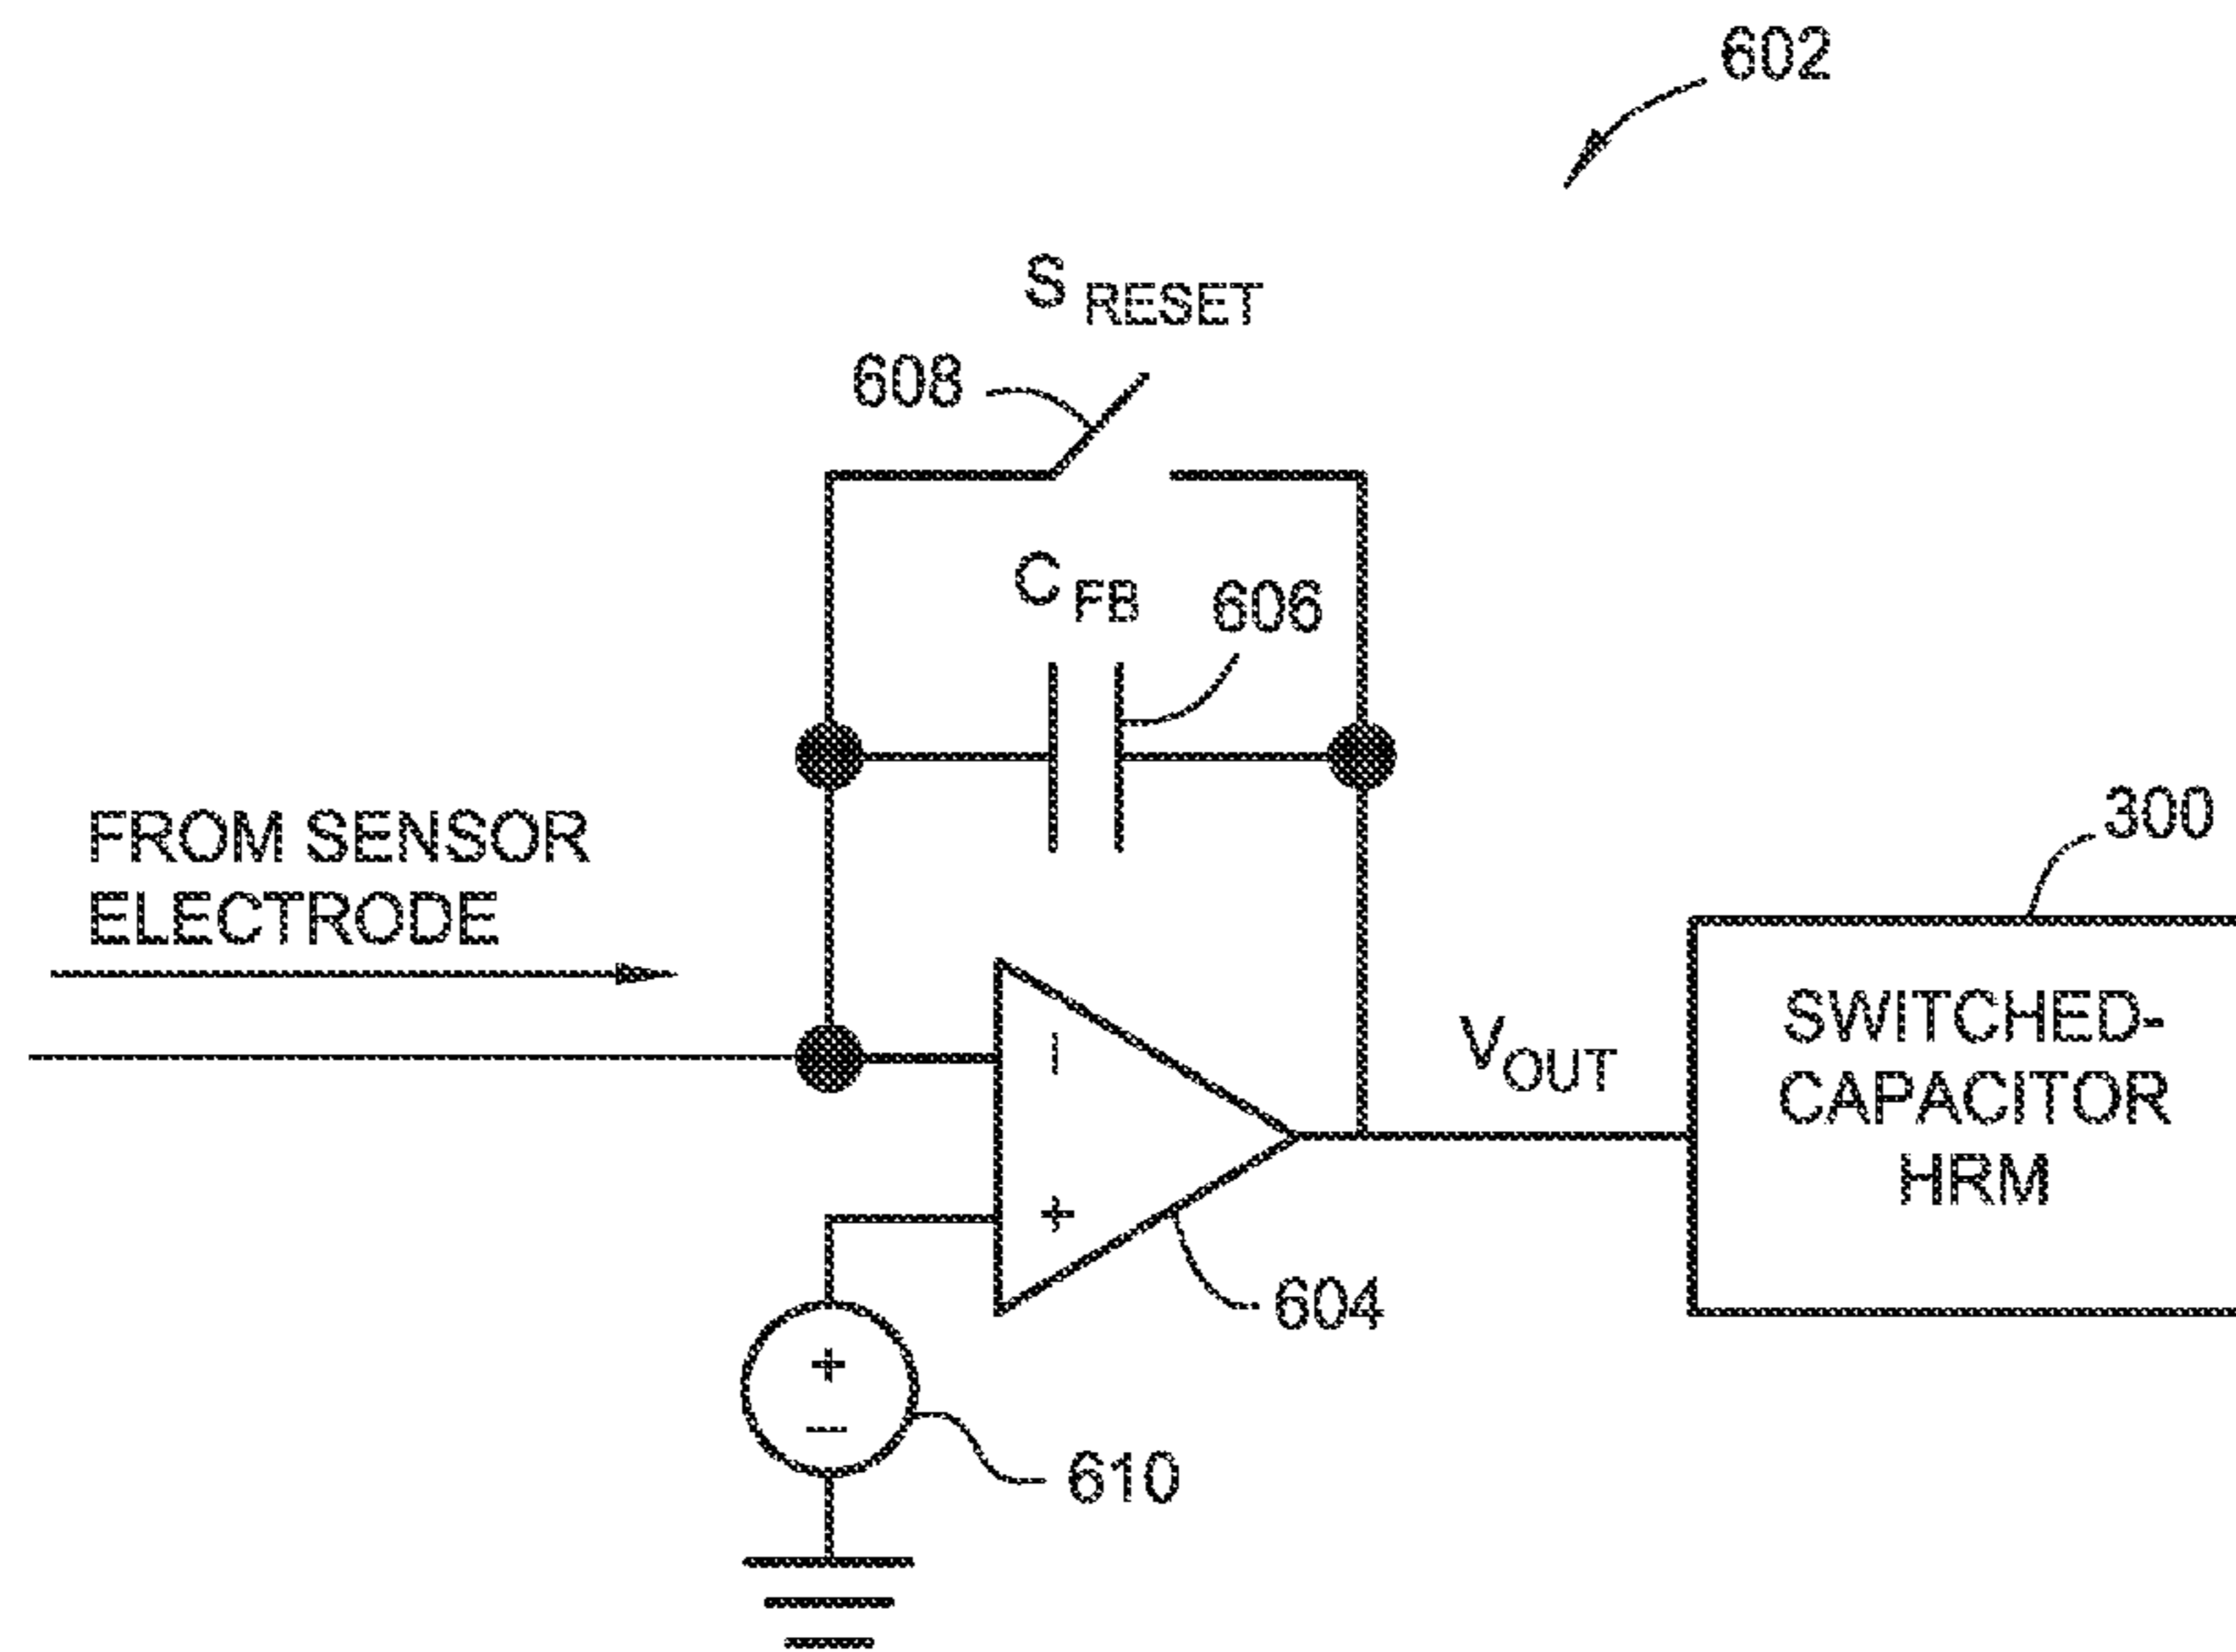 602
S RESET
608
C FB
606
FROM SENSOR
ELECTRODE
300
SWITCHED-
CAPACITOR
HRM
V OUT
−
+
604
+
−
610